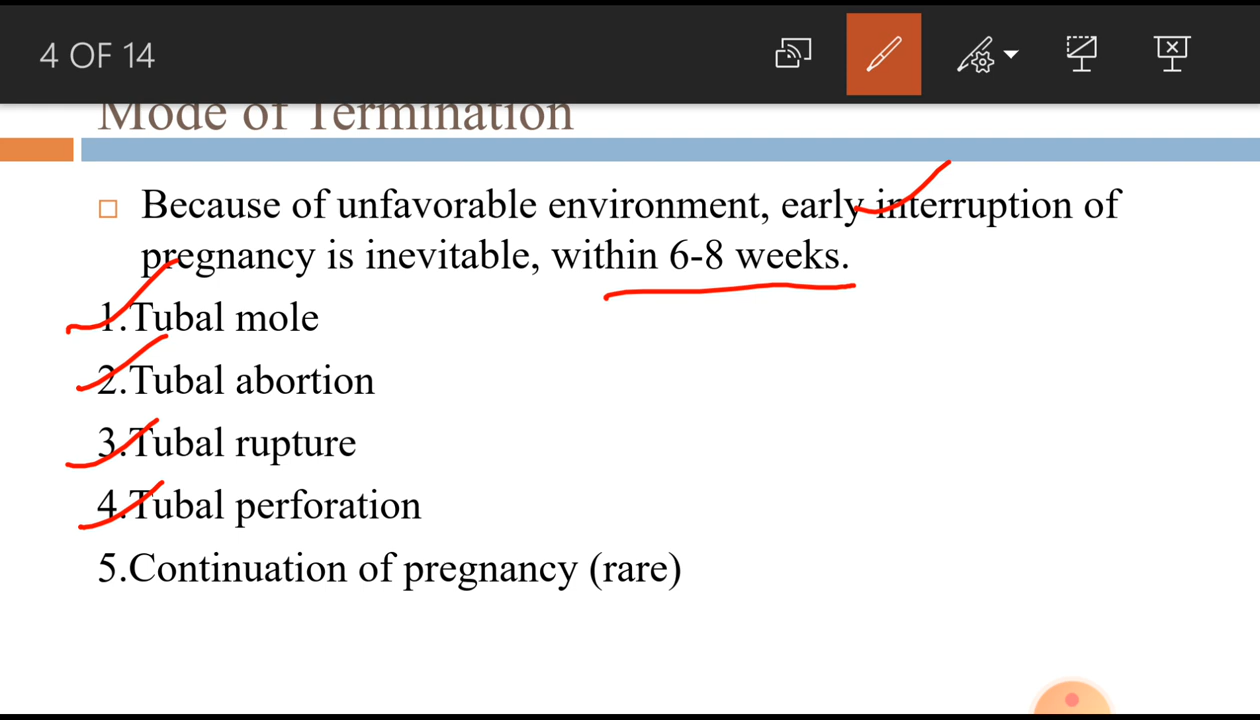 4 OF 14
Mode of Termination
Because of unfavorable environment, early interruption of
pregnancy is inevitable, within 6-8 weeks.
1.Tubal mole
2.Tubal abortion
3.Tubal rupture
4.Tubal perforation
5.Continuation of pregnancy (rare)